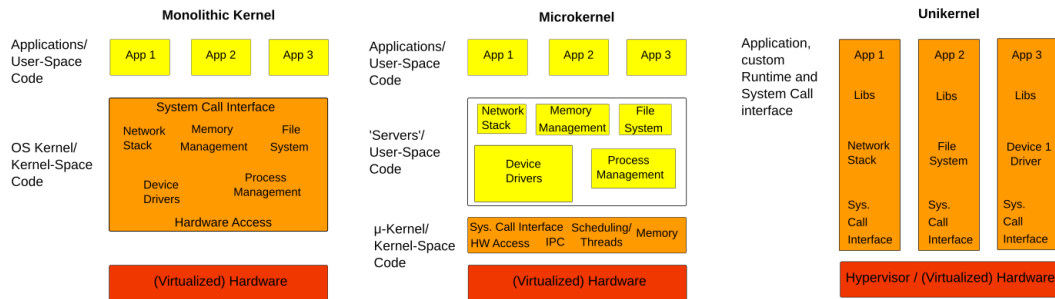 Monolithic Kernel
Applications/
User-Space
Code
App 1
App 2
App 3
OS Kernel/
Kernel-Space
Code
System Call Interface
Network
Stack
Memory
Management
File
System
Device
Drivers
Process
Management
Hardware Access
(Virtualized) Hardware
Microkernel
Applications/
User-Space
Code
App 1
App 2
App 3
'Servers'/
User-Space
Code
Network
Stack
Memory
Management
File
System
Device
Drivers
Process
Management
μ-Kernel/
Kernel-Space
Code
Sys. Call Interface
HW Access
IPC
Scheduling/
Threads
Memory
(Virtualized) Hardware
Unikernel
Application,
custom
Runtime and
System Call
interface
App 1
Libs
Network
Stack
Sys.
Call
Interface
App 2
Libs
File
System
Sys.
Call
Interface
App 3
Libs
Device 1
Driver
Sys.
Call
Interface
Hypervisor / (Virtualized) Hardware